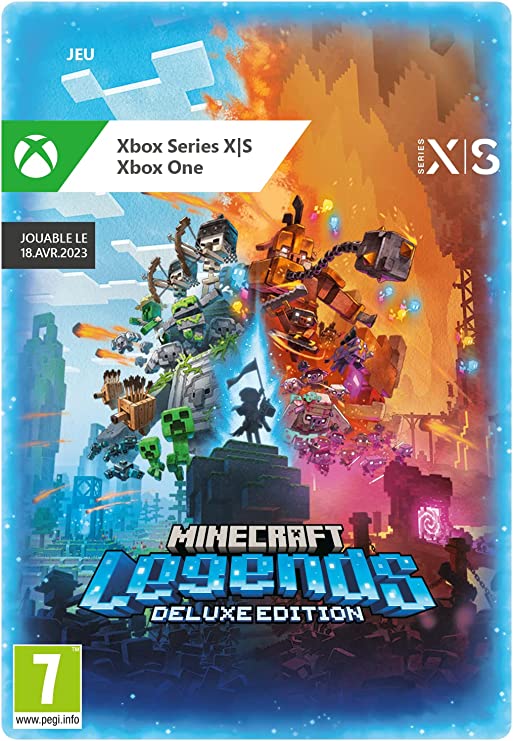 JEU
Xbox Series X|S
Xbox One
SERIES X|S
JOUABLE LE
18.AVR.2023
MINECRAFT
Legends
DELUXE EDITION
7
TM
www.pegi.info